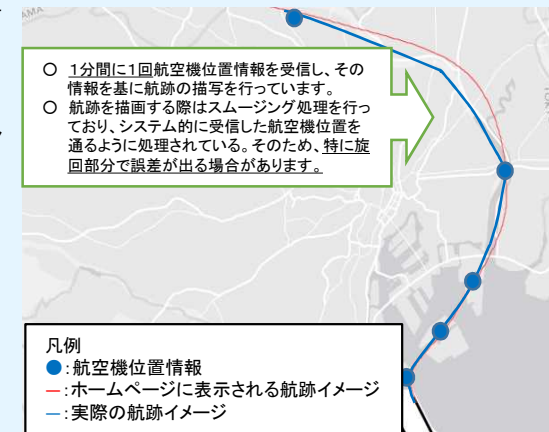 ○ 1分間に1回航空機位置情報を受信し、その
情報を基に航跡の描写を行っています。
○ 航跡を描画する際はスムージング処理を行っ
ており、システム的に受信した航空機位置を
通るように処理されている。そのため、特に旋
回部分で誤差が出る場合があります。
凡例
●:航空機位置情報
―:ホームページに表示される航跡イメージ
―:実際の航跡イメージ